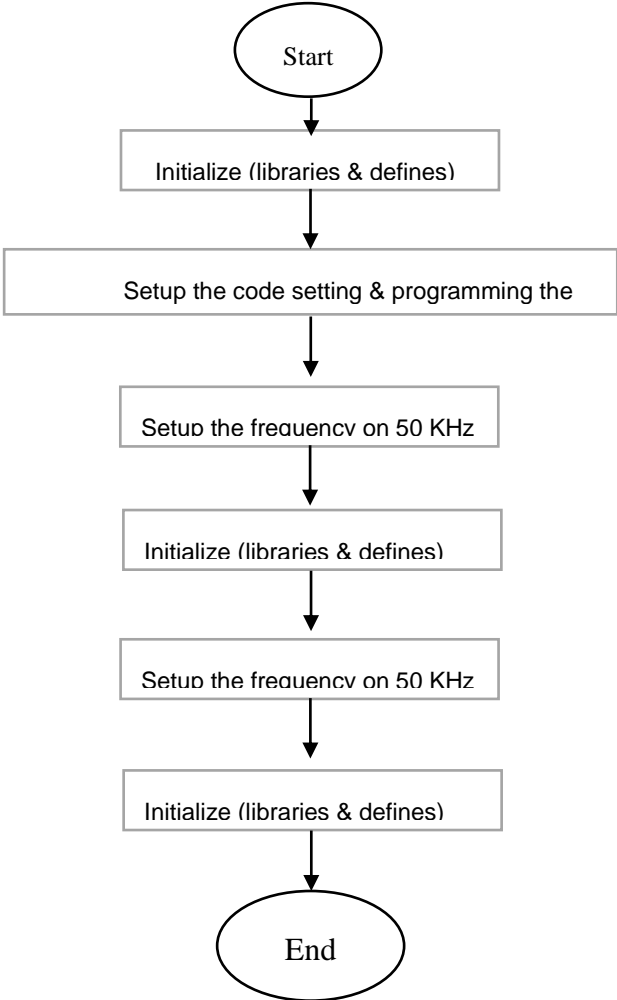 Start
Initialize (libraries & defines)
Setup the code setting & programming the
Setup the frequency on 50 KHz
Initialize (libraries & defines)
Setup the frequency on 50 KHz
Initialize (libraries & defines)
End